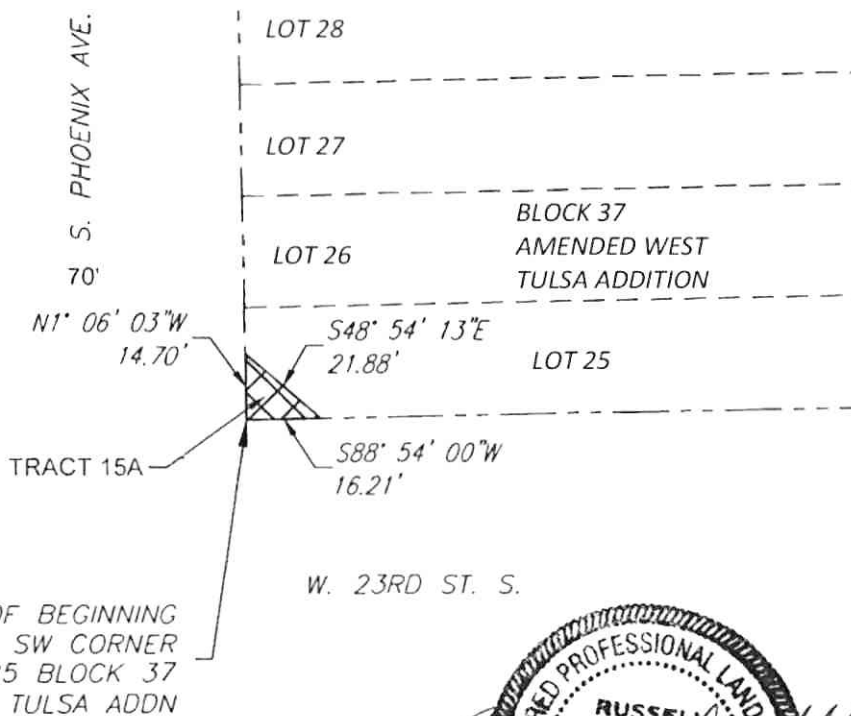 S. PHOENIX AVE.
70'
LOT 28
LOT 27
LOT 26
BLOCK 37
AMENDED WEST
TULSA ADDITION
N1° 06' 03"W
14.70'
S48° 54' 13"E
21.88'
LOT 25
TRACT 15A
S88° 54' 00"W
16.21'
W. 23RD ST. S.
OF BEGINNING
SW CORNER
5 BLOCK 37
TULSA ADDN
PROFESSIONAL LAND